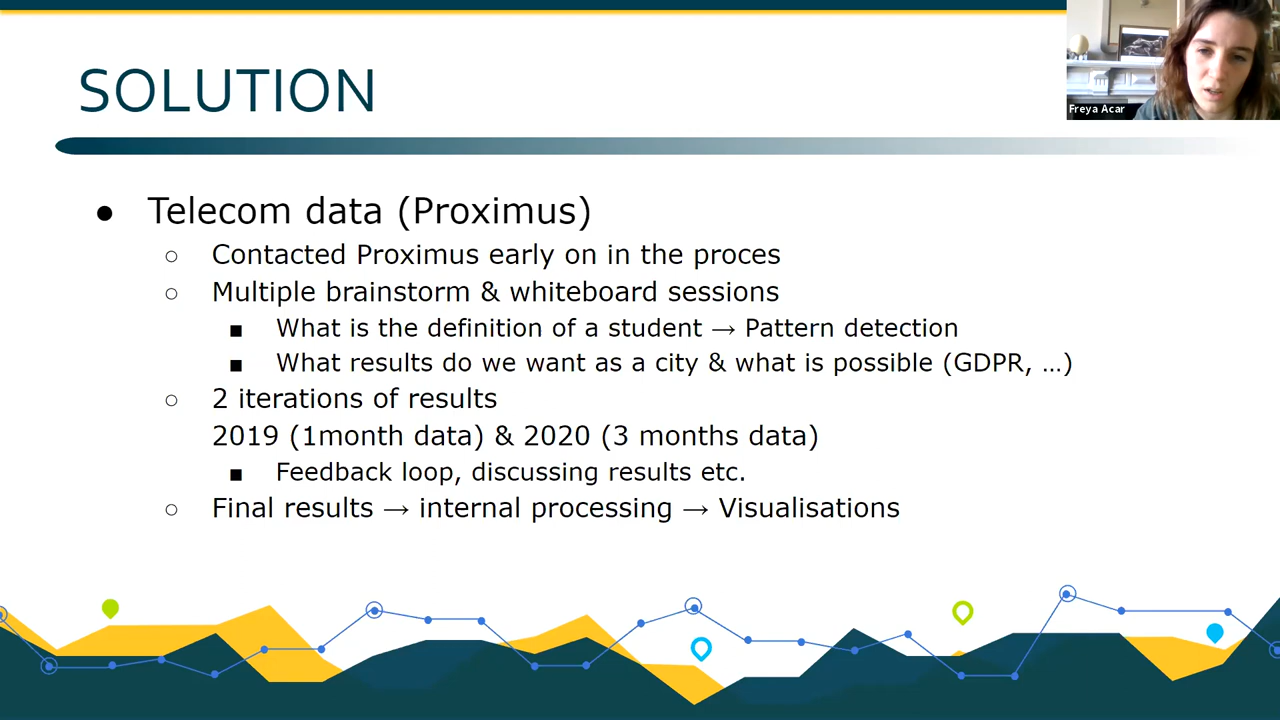 SOLUTION
Freya Acar
● Telecom data (Proximus)
○ Contacted Proximus early on in the proces
○ Multiple brainstorm & whiteboard sessions
■ What is the definition of a student → Pattern detection
■ What results do we want as a city & what is possible (GDPR, ...)
○ 2 iterations of results
2019 (1month data) & 2020 (3 months data)
■ Feedback loop, discussing results etc.
○ Final results → internal processing → Visualisations